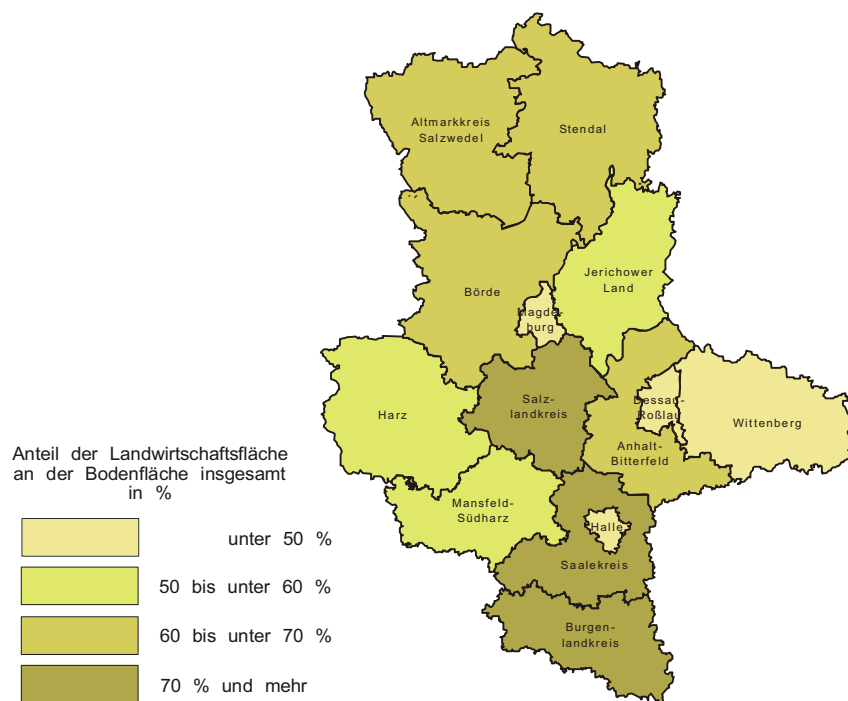 Altmarkkreis
Salzwedel
Stendal
Jerichower
Land
Börde
Magde-
burg
Salz-
landkreis
Harz
Dessau-
Roßlau
Wittenberg
Anhalt-
Bitterfeld
Mansfeld-
Südharz
Halle
Saalekreis
Burgen-
landkreis
Anteil der Landwirtschaftsfläche
an der Bodenfläche insgesamt
in %
unter 50 %
50 bis unter 60 %
60 bis unter 70 %
70 % und mehr